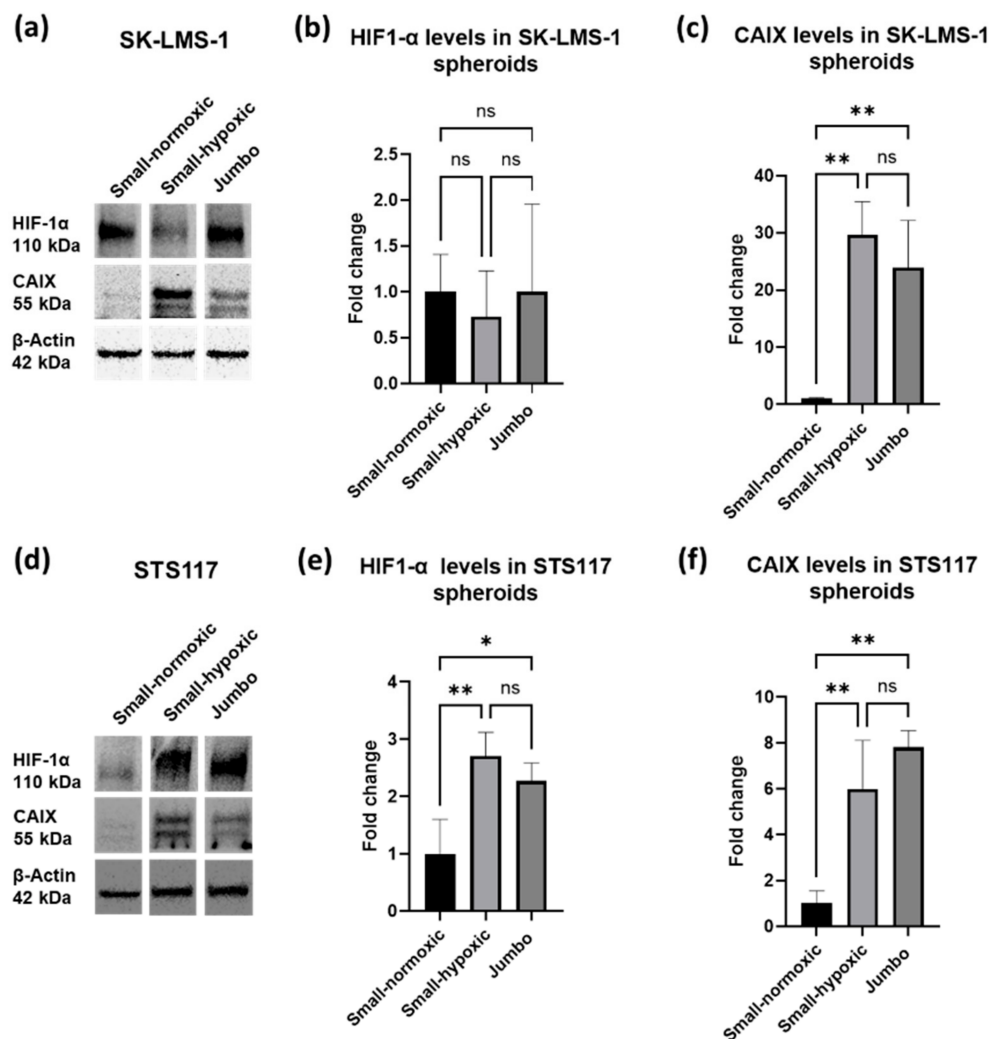 (a)
SK-LMS-1
Small-normoxic
Small-hypoxic
Jumbo
HIF-1α
110 kDa
CAIX
55 kDa
β-Actin
42 kDa
(b)
HIF1-α levels in SK-LMS-1
spheroids
ns
ns
ns
Fold change
2.5
2.0
1.5
1.0
0.5
0.0
Small-normoxic
Small-hypoxic
Jumbo
(c)
CAIX levels in SK-LMS-1
spheroids
**
**
ns
Fold change
40
30
20
10
0
Small-normoxic
Small-hypoxic
Jumbo
(d)
STS117
Small-normoxic
Small-hypoxic
Jumbo
HIF-1α
110 kDa
CAIX
55 kDa
β-Actin
42 kDa
(e)
HIF1-α levels in STS117
spheroids
*
**
ns
Fold change
4
3
2
1
0
Small-normoxic
Small-hypoxic
Jumbo
(f)
CAIX levels in STS117
spheroids
**
**
ns
Fold change
10
8
6
4
2
0
Small-normoxic
Small-hypoxic
Jumbo